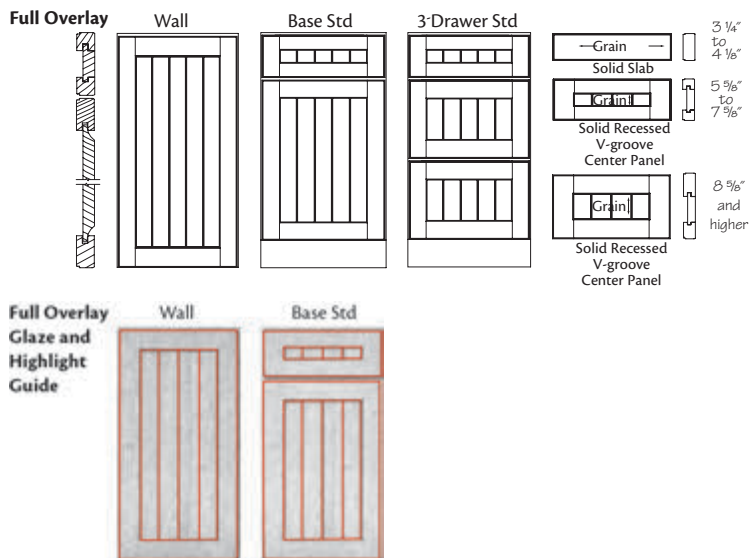 Full Overlay
Wall
Base Std
3-Drawer Std
Grain
Solid Slab
3 ¼"
to
4 ⅛"
Grain
Solid Recessed
V-groove
Center Panel
5 ⅝"
to
7 ⅝"
Grain
Solid Recessed
V-groove
Center Panel
8 ⅝"
and
higher
Full Overlay
Glaze and
Highlight
Guide
Wall
Base Std